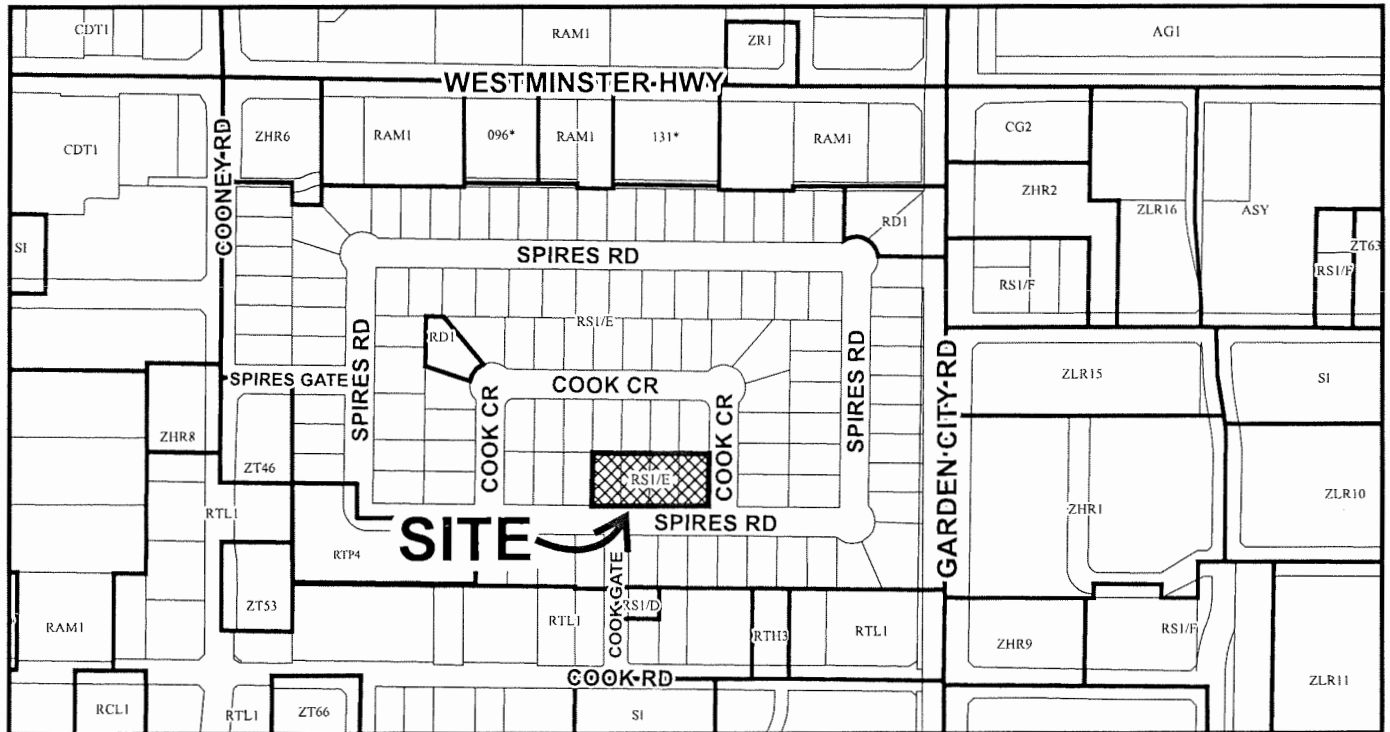 CDT1
RAM1
ZR1
AG1
WESTMINSTER HWY
CDT1
COONEY RD
ZHR6
RAM1
096*
RAM1
131*
RAM1
CG2
ZHR2
ZLR16
ASY
SI
RD1
RS1/F
RS1/F
ZT63
SPIRES RD
RS1/E
RD1
SPIRES GATE
SPIRES RD
COOK CR
SPIRES RD
GARDEN CITY RD
ZLR15
SI
ZHR8
ZT46
COOK CR
RS1/E
COOK CR
ZLR10
RTL1
SITE
SPIRES RD
ZHR1
RTP4
COOK GATE
ZT53
RAM1
RTL1
RS1/D
RTH3
RTL1
ZHR9
RS1/F
COOK RD
ZLR11
RCL1
RTL1
ZT66
SI